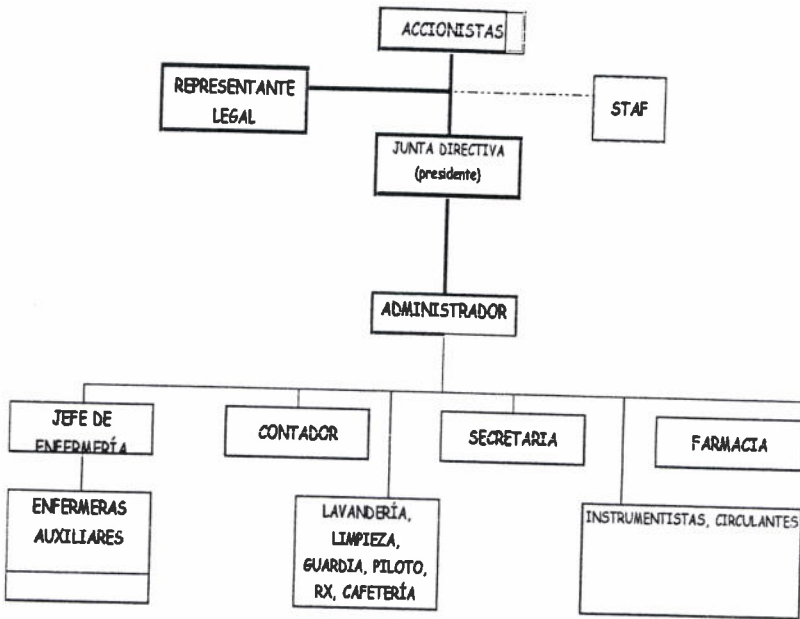 ACCIONISTAS
REPRESENTANTE
LEGAL
STAF
JUNTA DIRECTIVA
(presidente)
ADMINISTRADOR
JEFE DE
ENFERMERÍA
CONTADOR
SECRETARIA
FARMACIA
ENFERMERAS
AUXILIARES
LAVANDERÍA,
LIMPIEZA,
GUARDIA, PILOTO,
RX, CAFETERÍA
INSTRUMENTISTAS, CIRCULANTES